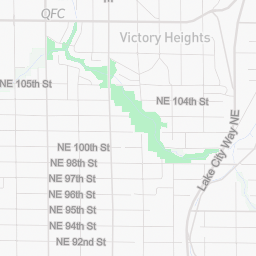 QFC
Victory Heights
NE 105th St
NE 104th St
NE 100th St
NE 98th St
NE 97th St
NE 96th St
NE 95th St
NE 94th St
NE 92nd St
Lake City Way NE